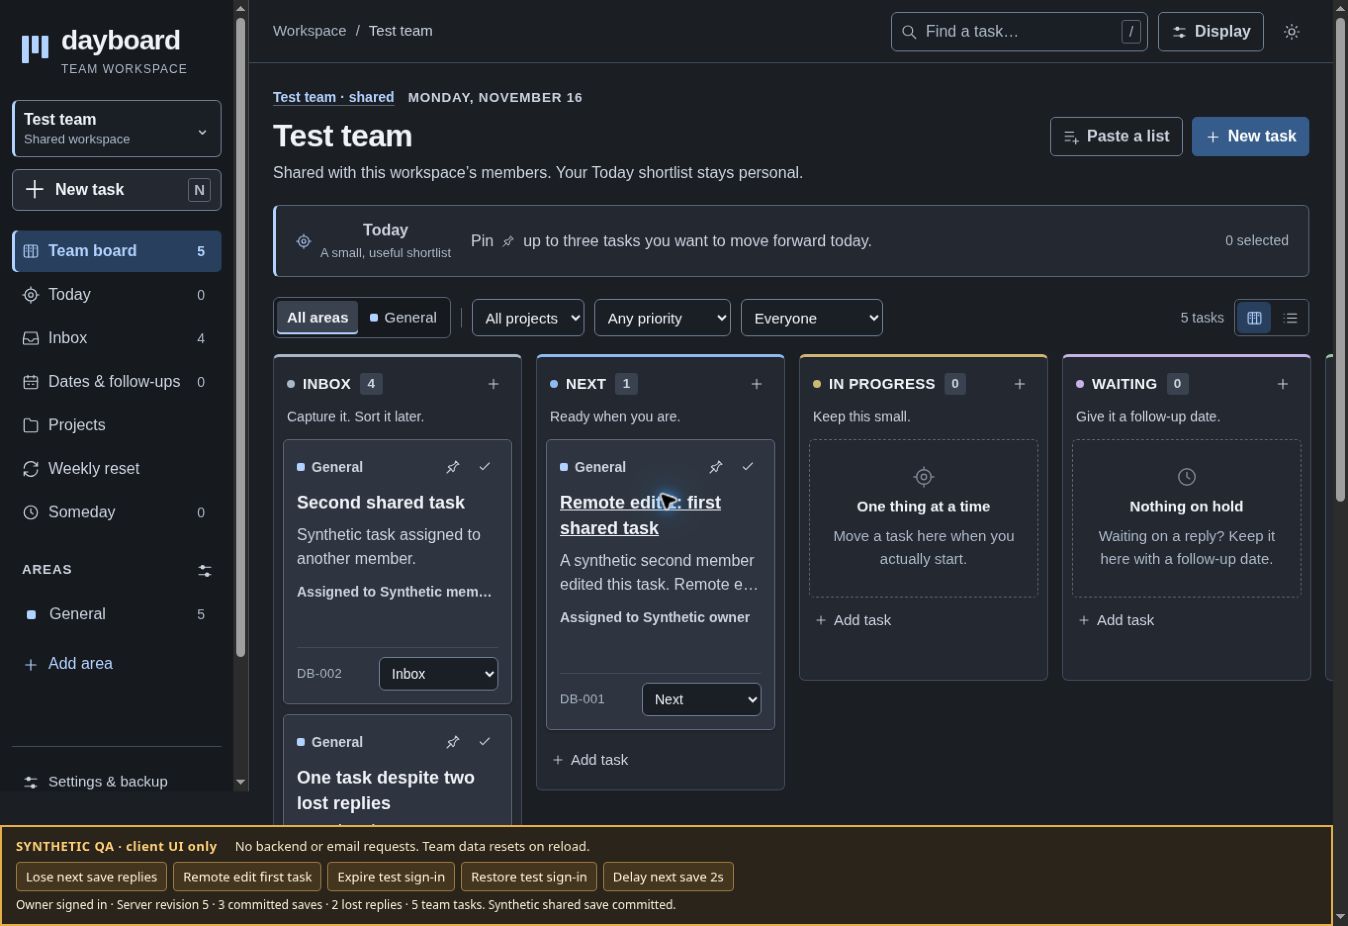 dayboard
TEAM WORKSPACE
Test team
Shared workspace
New task N
Team board 5
Today 0
Inbox 4
Dates & follow-ups 0
Projects
Weekly reset
Someday 0
AREAS
General 5
Add area
Settings & backup
Workspace / Test team
Find a task… /
Display
Test team · shared MONDAY, NOVEMBER 16
Test team
Paste a list
New task
Shared with this workspace’s members. Your Today shortlist stays personal.
Today
A small, useful shortlist
Pin up to three tasks you want to move forward today.
0 selected
All areas General
All projects
Any priority
Everyone
5 tasks
INBOX 4
Capture it. Sort it later.
General
Second shared task
Synthetic task assigned to
another member.
Assigned to Synthetic mem…
DB-002 Inbox
General
One task despite two
lost replies
NEXT 1
Ready when you are.
General
Remote first
shared task
A synthetic second member
edited this task. Remote e…
Assigned to Synthetic owner
DB-001 Next
Add task
IN PROGRESS 0
Keep this small.
One thing at a time
Move a task here when you
actually start.
Add task
WAITING 0
Give it a follow-up date.
Nothing on hold
Waiting on a reply? Keep it
here with a follow-up date.
Add task
SYNTHETIC QA · client UI only No backend or email requests. Team data resets on reload.
Lose next save replies
Remote edit first task
Expire test sign-in
Restore test sign-in
Delay next save 2s
Owner signed in · Server revision 5 · 3 committed saves · 2 lost replies · 5 team tasks. Synthetic shared save committed.